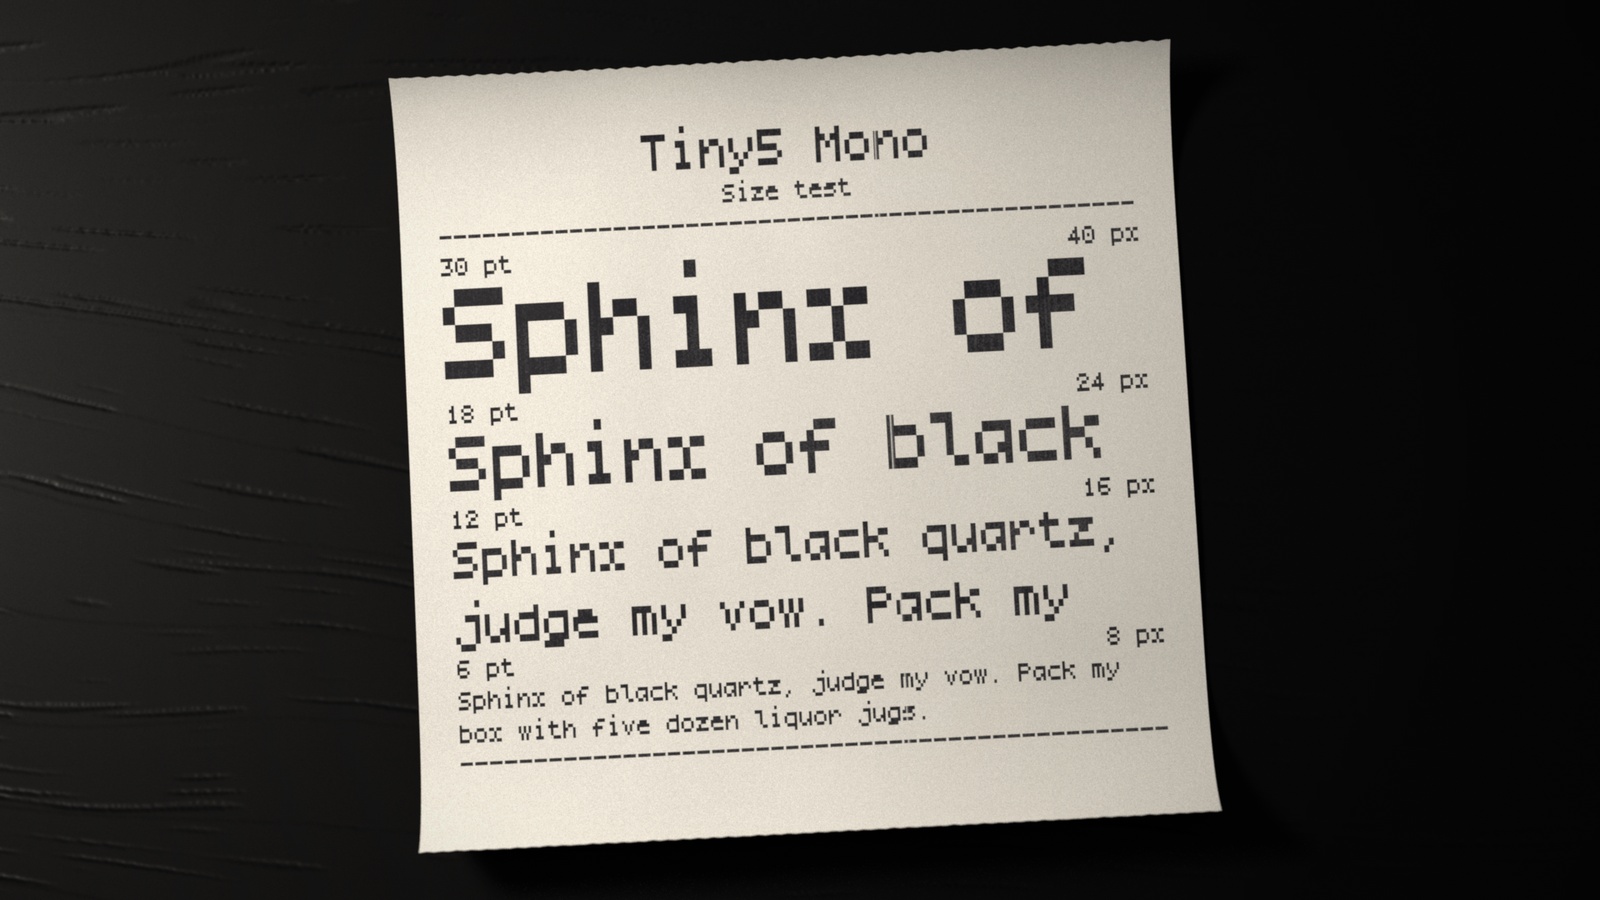 Tiny5 Mono
Size test
------------------------------------------------
30 pt 40 px
Sphinx of
18 pt 24 px
Sphinx of black
12 pt 16 px
Sphinx of black quartz,
judge my vow. Pack my
6 pt 8 px
Sphinx of black quartz, judge my vow. Pack my
box with five dozen liquor jugs.
------------------------------------------------